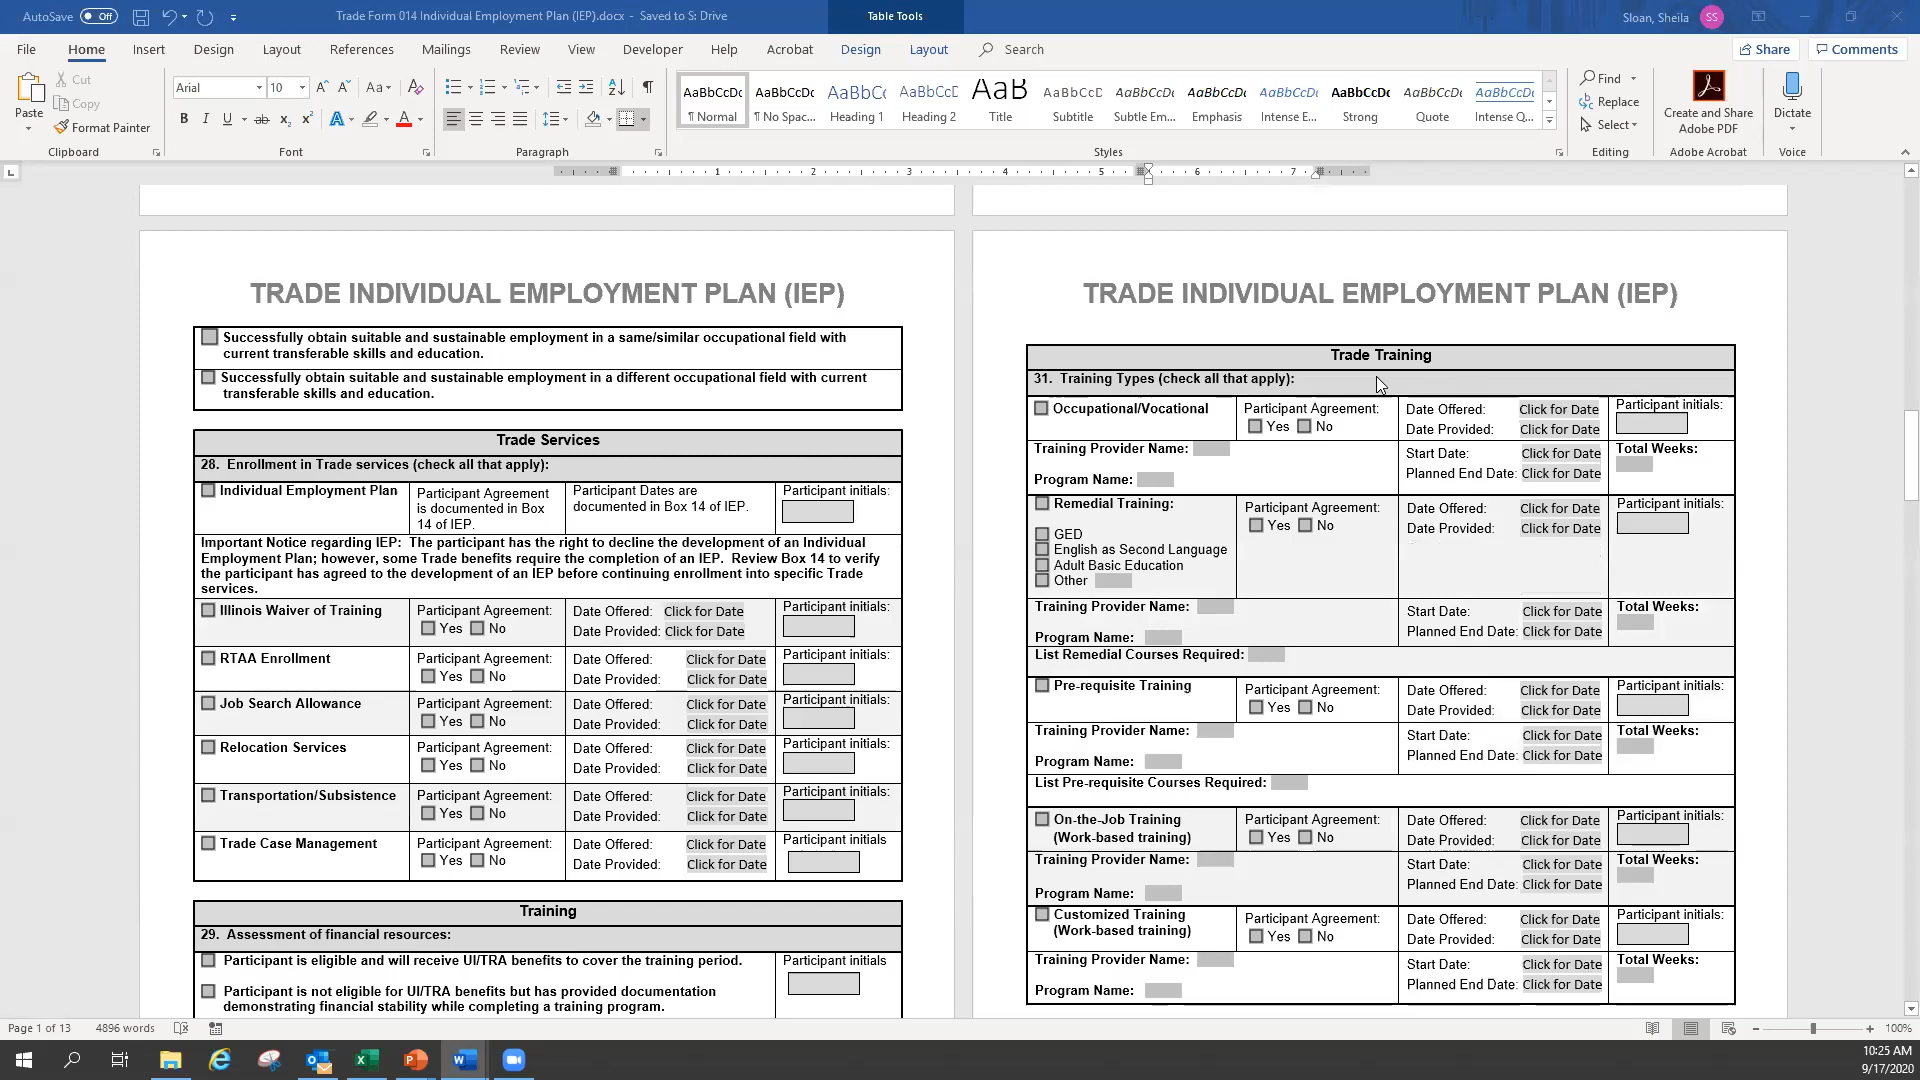 AutoSave Off
Trade Form 014 Individual Employment Plan (IEP).docx - Saved to S: Drive
Table Tools
Sloan, Sheila SS
File Home Insert Design Layout References Mailings Review View Developer Help Acrobat Design Layout Search
Share Comments
Paste
Cut
Copy
Format Painter
Clipboard
Arial 10
Font
Paragraph
AaBbCcDc AaBbCcDc AaBbCc AaBbCcD AaB AaBbCcD AaBbCcDc AaBbCcDc AaBbCcDc AaBbCcDc AaBbCcDc AaBbCcDc
¶ Normal ¶ No Spac... Heading 1 Heading 2 Title Subtitle Subtle Em... Emphasis Intense E... Strong Quote Intense Q...
Styles
Find
Replace
Select
Editing
Create and Share
Adobe PDF
Adobe Acrobat
Dictate
Voice
1 2 3 4 5 6 7
TRADE INDIVIDUAL EMPLOYMENT PLAN (IEP)
Successfully obtain suitable and sustainable employment in a same/similar occupational field with
current transferable skills and education.
Successfully obtain suitable and sustainable employment in a different occupational field with current
transferable skills and education.
Trade Services
28. Enrollment in Trade services (check all that apply):
Individual Employment Plan
Participant Agreement
is documented in Box
14 of IEP.
Participant Dates are
documented in Box 14 of IEP.
Participant initials:
Important Notice regarding IEP: The participant has the right to decline the development of an Individual
Employment Plan; however, some Trade benefits require the completion of an IEP. Review Box 14 to verify
the participant has agreed to the development of an IEP before continuing enrollment into specific Trade
services.
Illinois Waiver of Training Participant Agreement: Date Offered: Click for Date Participant initials:
Yes No Date Provided: Click for Date
RTAA Enrollment Participant Agreement: Date Offered: Click for Date Participant initials:
Yes No Date Provided: Click for Date
Job Search Allowance Participant Agreement: Date Offered: Click for Date Participant initials:
Yes No Date Provided: Click for Date
Relocation Services Participant Agreement: Date Offered: Click for Date Participant initials:
Yes No Date Provided: Click for Date
Transportation/Subsistence Participant Agreement: Date Offered: Click for Date Participant initials:
Yes No Date Provided: Click for Date
Trade Case Management Participant Agreement: Date Offered: Click for Date Participant initials
Yes No Date Provided: Click for Date
Training
29. Assessment of financial resources:
Participant is eligible and will receive UI/TRA benefits to cover the training period. Participant initials
Participant is not eligible for UI/TRA benefits but has provided documentation
demonstrating financial stability while completing a training program.
TRADE INDIVIDUAL EMPLOYMENT PLAN (IEP)
Trade Training
31. Training Types (check all that apply):
Occupational/Vocational Participant Agreement: Date Offered: Click for Date Participant initials:
Yes No Date Provided: Click for Date
Training Provider Name: Start Date: Click for Date Total Weeks:
Program Name: Planned End Date: Click for Date
Remedial Training: Participant Agreement: Date Offered: Click for Date Participant initials:
Yes No Date Provided: Click for Date
GED
English as Second Language
Adult Basic Education
Other
Training Provider Name: Start Date: Click for Date Total Weeks:
Program Name: Planned End Date: Click for Date
List Remedial Courses Required:
Pre-requisite Training Participant Agreement: Date Offered: Click for Date Participant initials:
Yes No Date Provided: Click for Date
Training Provider Name: Start Date: Click for Date Total Weeks:
Program Name: Planned End Date: Click for Date
List Pre-requisite Courses Required:
On-the-Job Training Participant Agreement: Date Offered: Click for Date Participant initials:
(Work-based training) Yes No Date Provided: Click for Date
Training Provider Name: Start Date: Click for Date Total Weeks:
Program Name: Planned End Date: Click for Date
Customized Training Participant Agreement: Date Offered: Click for Date Participant initials:
(Work-based training) Yes No Date Provided: Click for Date
Training Provider Name: Start Date: Click for Date Total Weeks:
Program Name: Planned End Date: Click for Date
Page 1 of 13 4896 words
100%
10:25 AM
9/17/2020